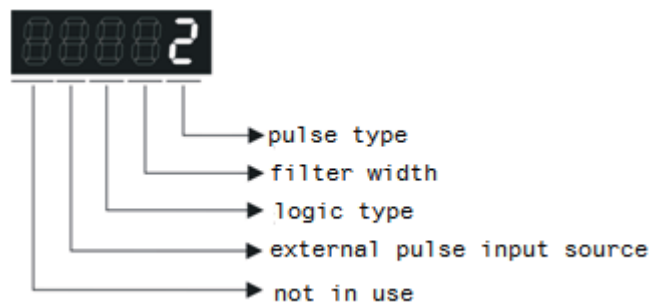 2
pulse type
filter width
logic type
external pulse input source
not in use